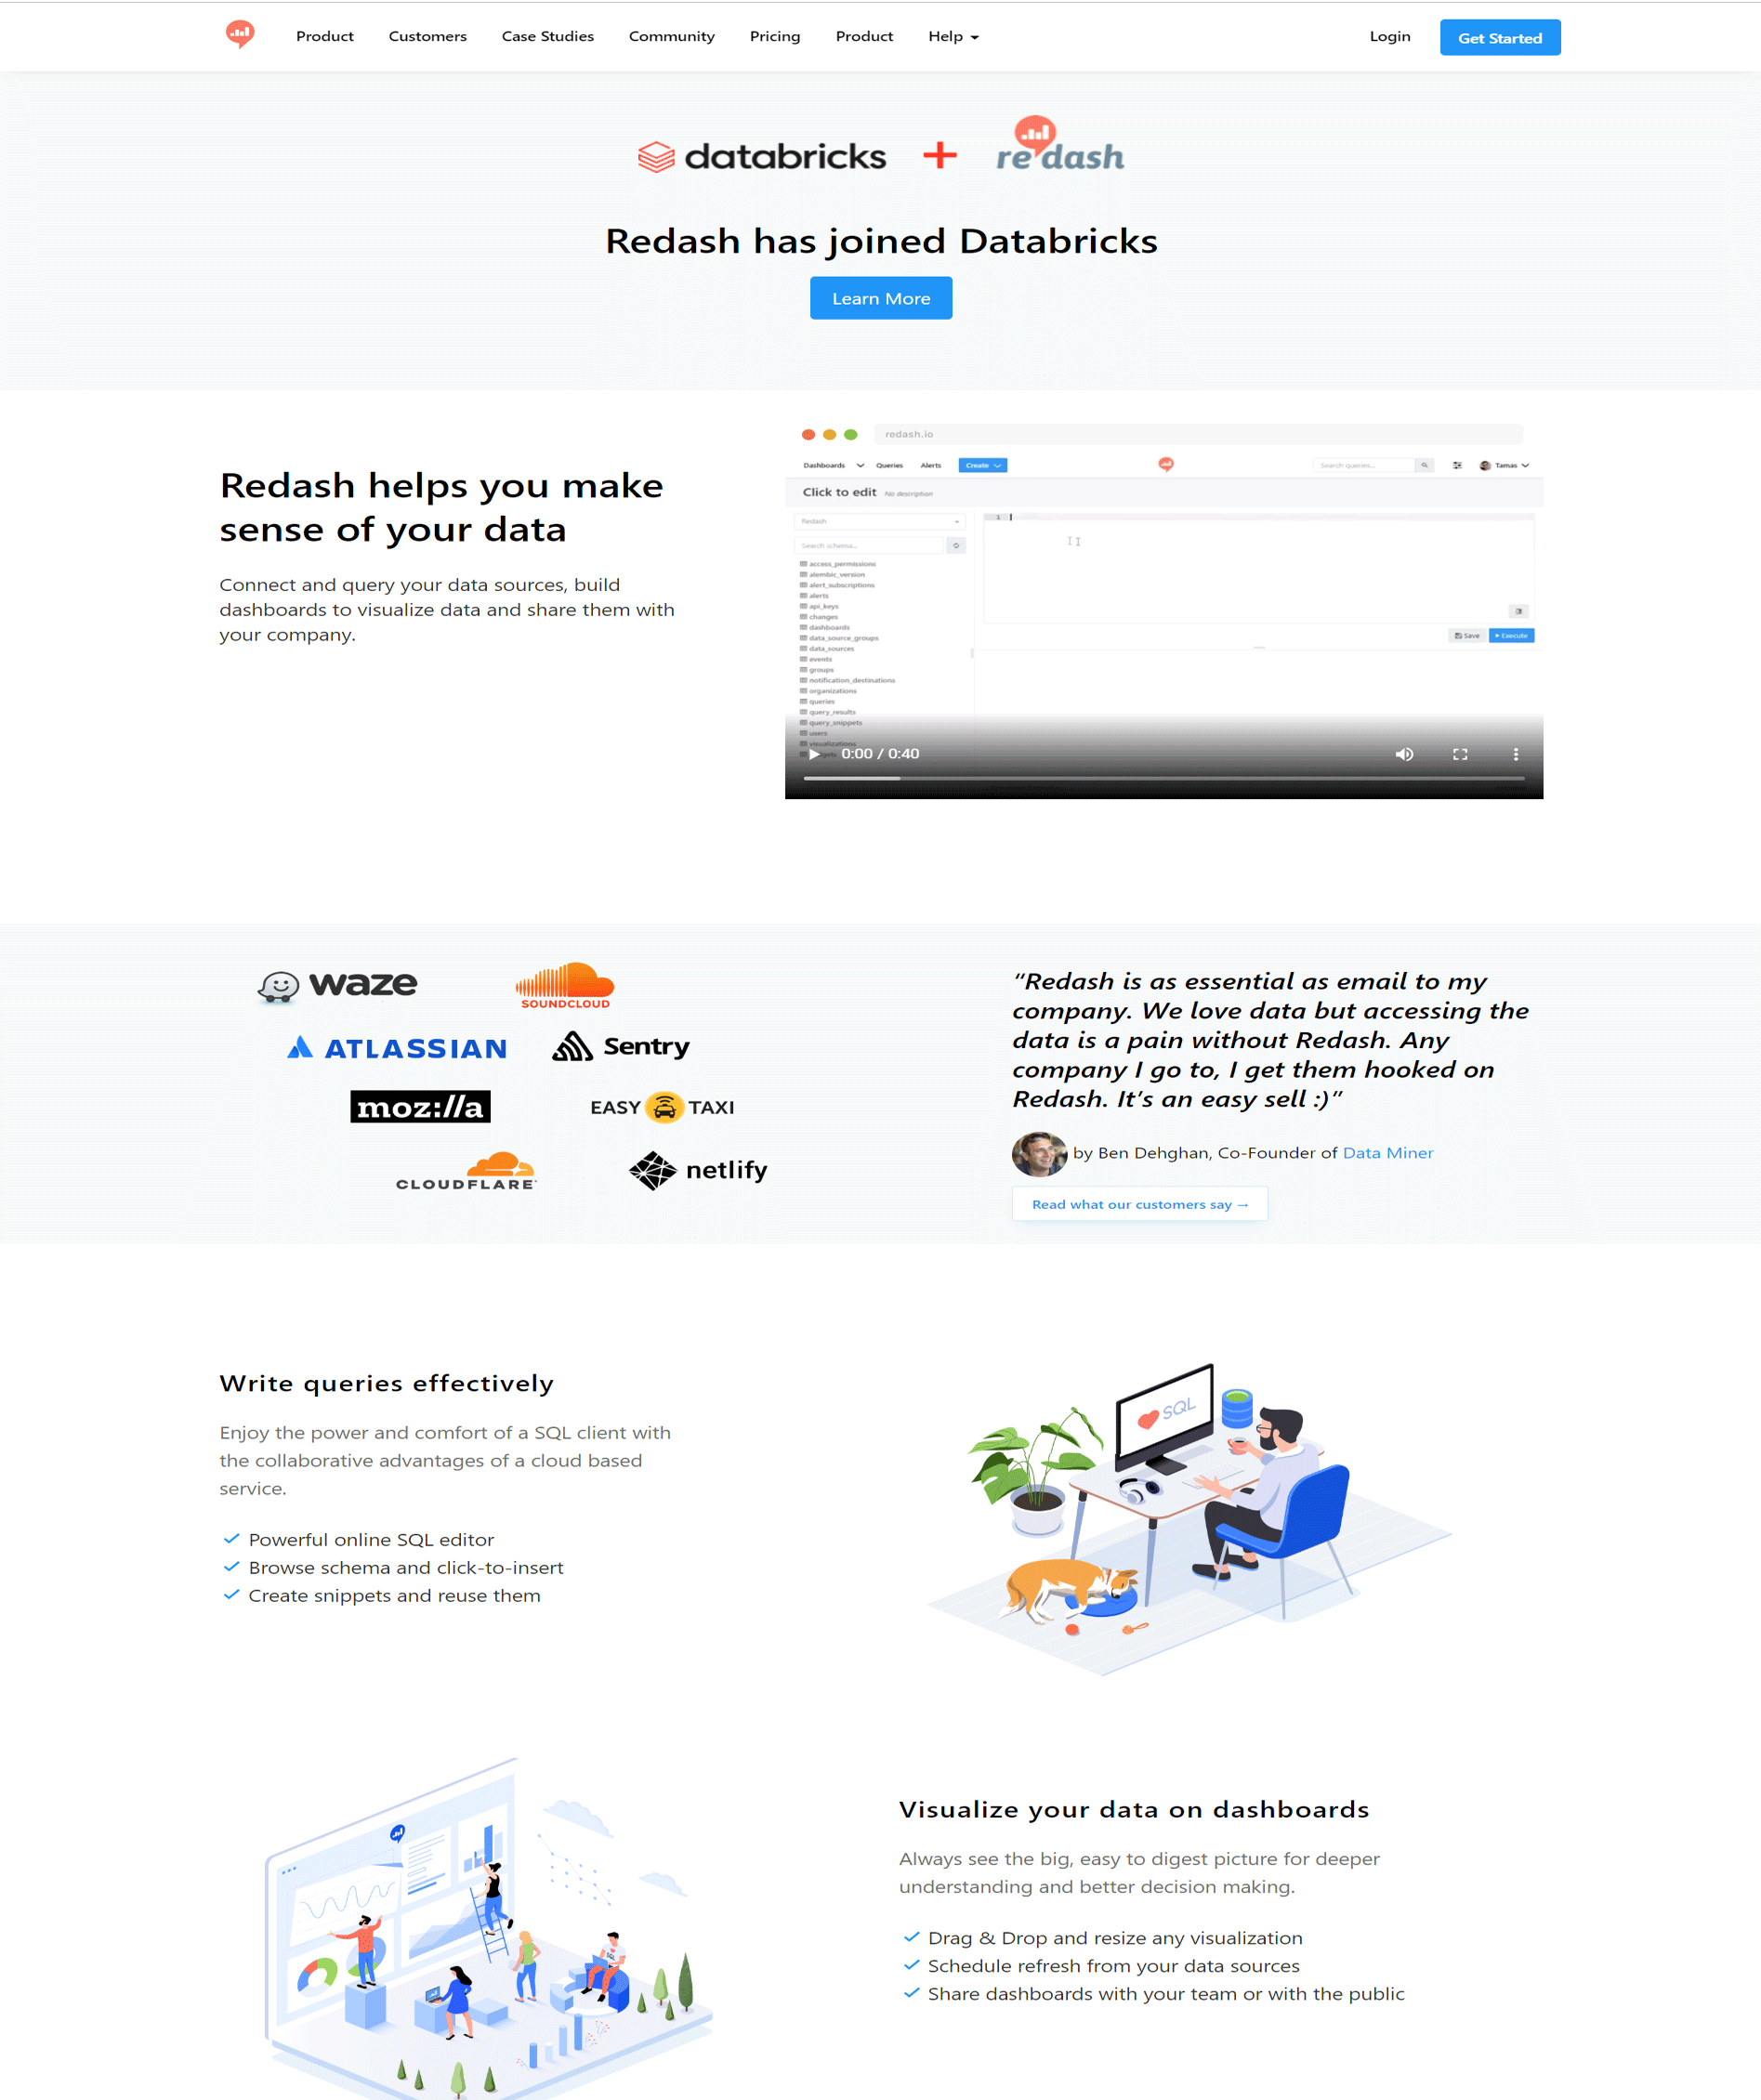 Product Customers Case Studies Community Pricing Product Help Login Get Started
databricks + redash
Redash has joined Databricks
Learn More
Redash helps you make
sense of your data
Connect and query your data sources, build
dashboards to visualize data and share them with
your company.
redash.io
Dashboards Queries Alerts Create Search queries... Tamas
Click to edit No description
Redash
1
Search schema...
access_permissions
alembic_version
alert_subscriptions
alerts
api_keys
changes
dashboards
data_source_groups
data_sources
events
groups
notification_destinations
organizations
queries
query_results
query_snippets
users
visualizations
Save Execute
0:00 / 0:40
waze SOUNDCLOUD
ATLASSIAN Sentry
moz://a EASY TAXI
CLOUDFLARE netlify
“Redash is as essential as email to my
company. We love data but accessing the
data is a pain without Redash. Any
company I go to, I get them hooked on
Redash. It’s an easy sell :)”
by Ben Dehghan, Co-Founder of Data Miner
Read what our customers say →
Write queries effectively
Enjoy the power and comfort of a SQL client with
the collaborative advantages of a cloud based
service.
Powerful online SQL editor
Browse schema and click-to-insert
Create snippets and reuse them
SQL
Visualize your data on dashboards
Always see the big, easy to digest picture for deeper
understanding and better decision making.
Drag & Drop and resize any visualization
Schedule refresh from your data sources
Share dashboards with your team or with the public